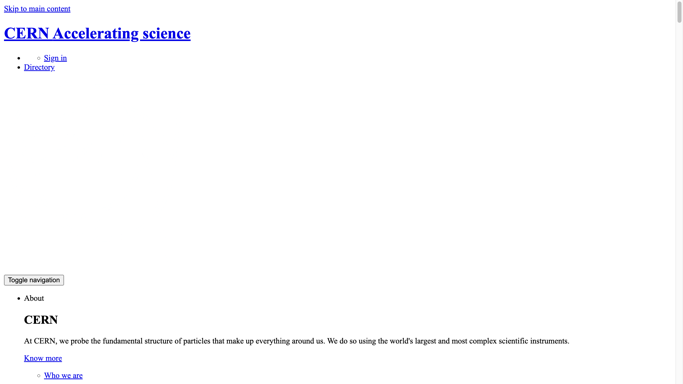 Skip to main content
CERN Accelerating science
Sign in
Directory
Toggle navigation
About
CERN
At CERN, we probe the fundamental structure of particles that make up everything around us. We do so using the world's largest and most complex scientific instruments.
Know more
Who we are